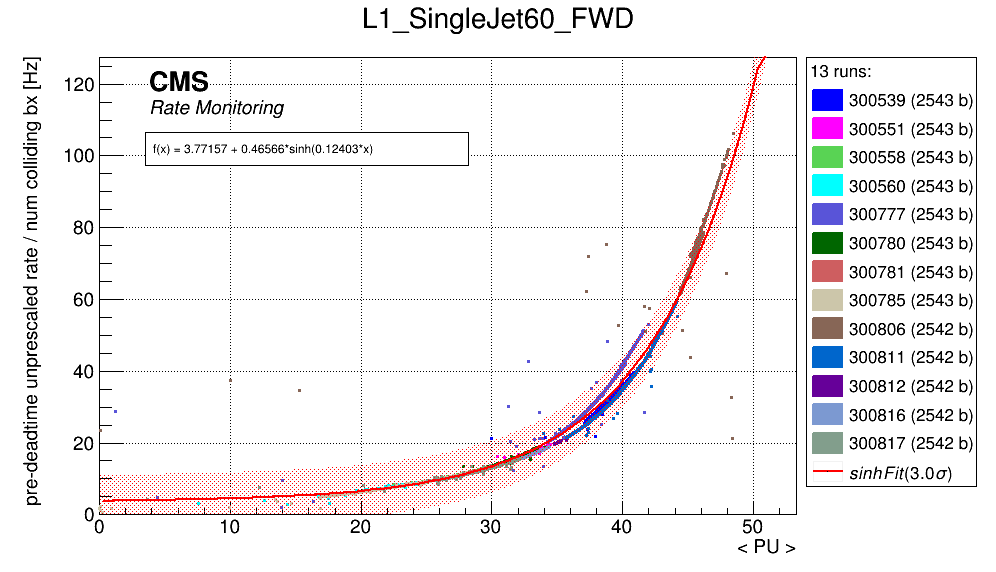 L1_SingleJet60_FWD
pre-deadtime unprescaled rate / num colliding bx [Hz]
CMS
Rate Monitoring
f(x) = 3.77157 + 0.46566*sinh(0.12403*x)
120
100
80
60
40
20
0
0 10 20 30 40 50
< PU >
13 runs:
300539 (2543 b)
300551 (2543 b)
300558 (2543 b)
300560 (2543 b)
300777 (2543 b)
300780 (2543 b)
300781 (2543 b)
300785 (2543 b)
300806 (2542 b)
300811 (2542 b)
300812 (2542 b)
300816 (2542 b)
300817 (2542 b)
sinhFit(3.0σ)